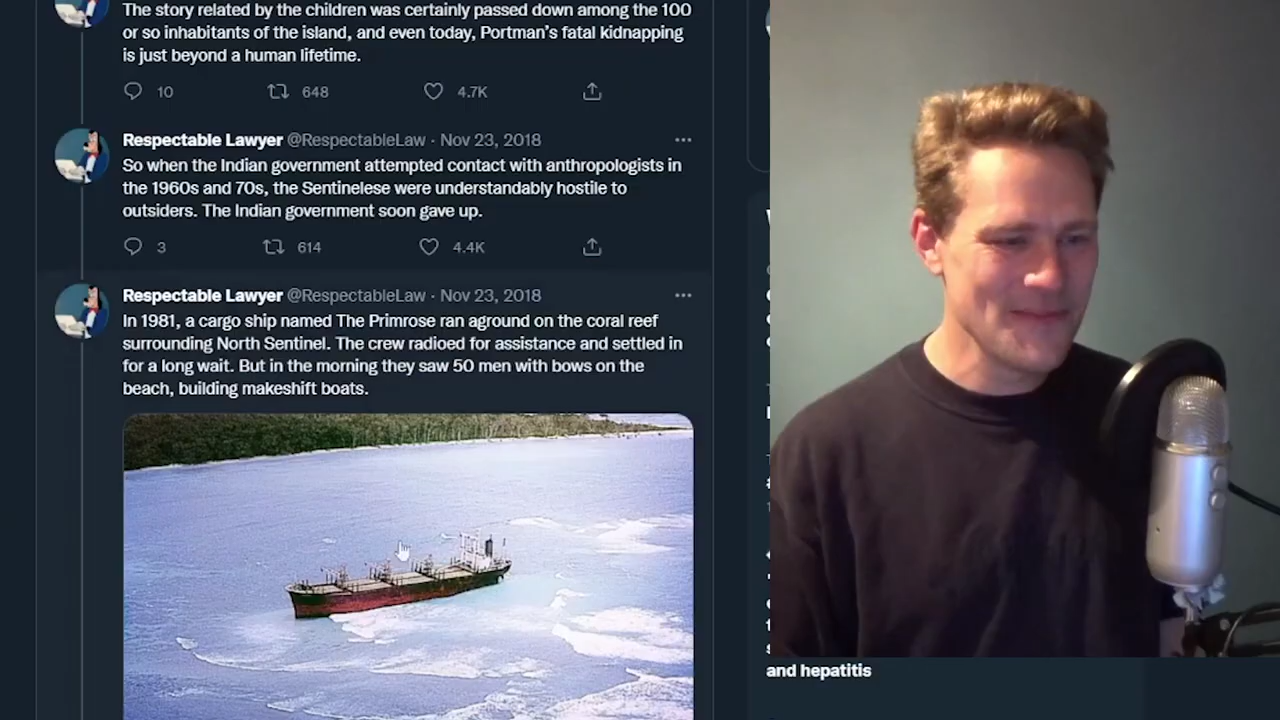 The story related by the children was certainly passed down among the 100
or so inhabitants of the island, and even today, Portman's fatal kidnapping
is just beyond a human lifetime.
10 648 4.7K
Respectable Lawyer @RespectableLaw · Nov 23, 2018
So when the Indian government attempted contact with anthropologists in
the 1960s and 70s, the Sentinelese were understandably hostile to
outsiders. The Indian government soon gave up.
3 614 4.4K
Respectable Lawyer @RespectableLaw · Nov 23, 2018
In 1981, a cargo ship named The Primrose ran aground on the coral reef
surrounding North Sentinel. The crew radioed for assistance and settled in
for a long wait. But in the morning they saw 50 men with bows on the
beach, building makeshift boats.
and hepatitis